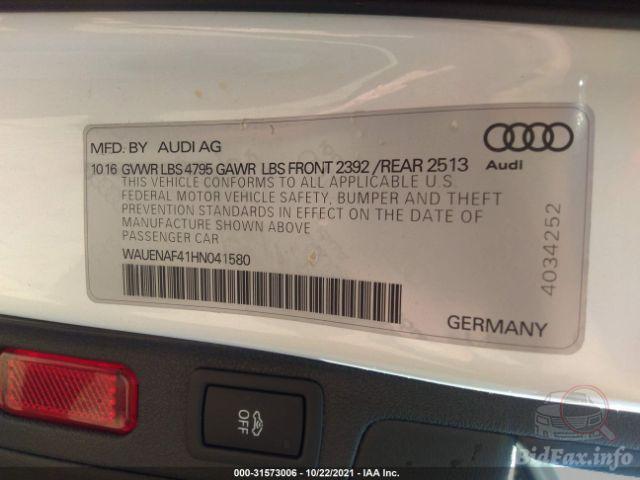 MFD. BY AUDI AG
10 16 GVWR LBS 4795 GAWR LBS FRONT 2392 /REAR 2513
THIS VEHICLE CONFORMS TO ALL APPLICABLE U.S.
FEDERAL MOTOR VEHICLE SAFETY, BUMPER AND THEFT
PREVENTION STANDARDS IN EFFECT ON THE DATE OF
MANUFACTURE SHOWN ABOVE
PASSENGER CAR
WAUENAF41HN041580
Audi
4034252
GERMANY
OFF
000-31573006 - 10/22/2021 - IAA Inc.
BidFax.info